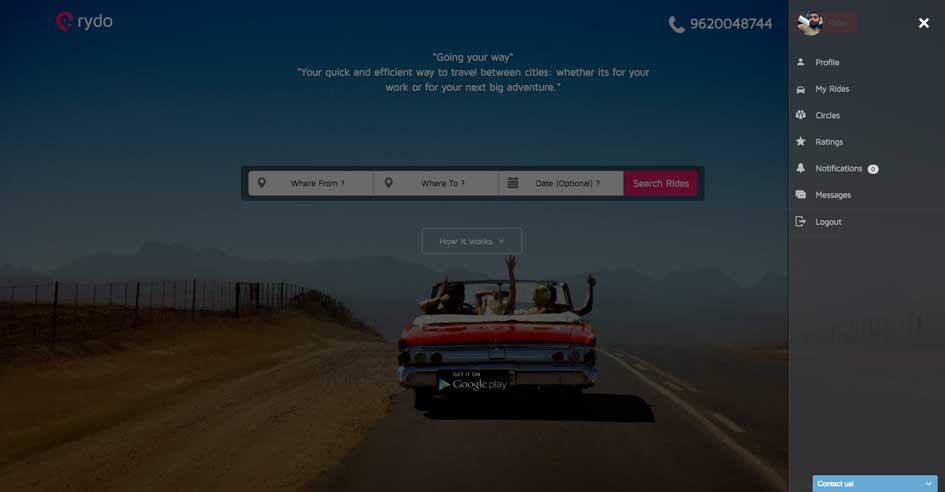 rydo
9620048744
"Going your way"
"Your quick and efficient way to travel between cities: whether its for your
work or for your next big adventure."
Where From ?
Where To ?
Date (Optional) ?
Search Rides
How it works
GET IT ON
Google play
Profile
My Rides
Circles
Ratings
Notifications 0
Messages
Logout
Contact us!